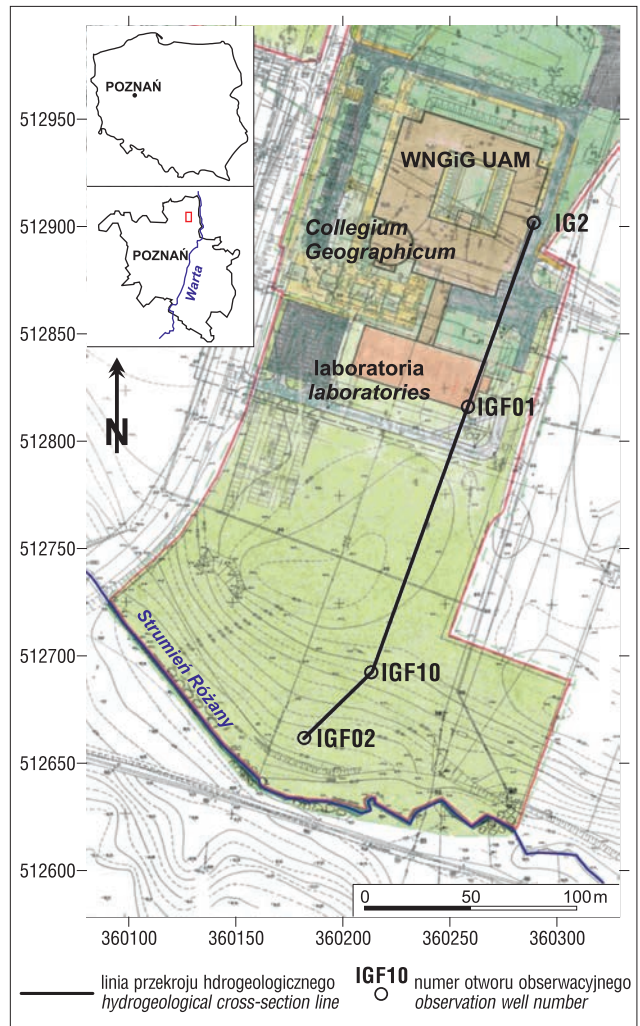 POZNAŃ
POZNAŃ
Warta
N
512950
512900
512850
512800
512750
512700
512650
512600
WNGiG UAM
IG2
Collegium
Geographicum
laboratoria
laboratories
IGF01
Strumień Różany
IGF10
IGF02
0 50 100 m
360100 360150 360200 360250 360300
linia przekroju hdrogeologicznego
hydrogeological cross-section line
IGF10
numer otworu obserwacyjnego
observation well number